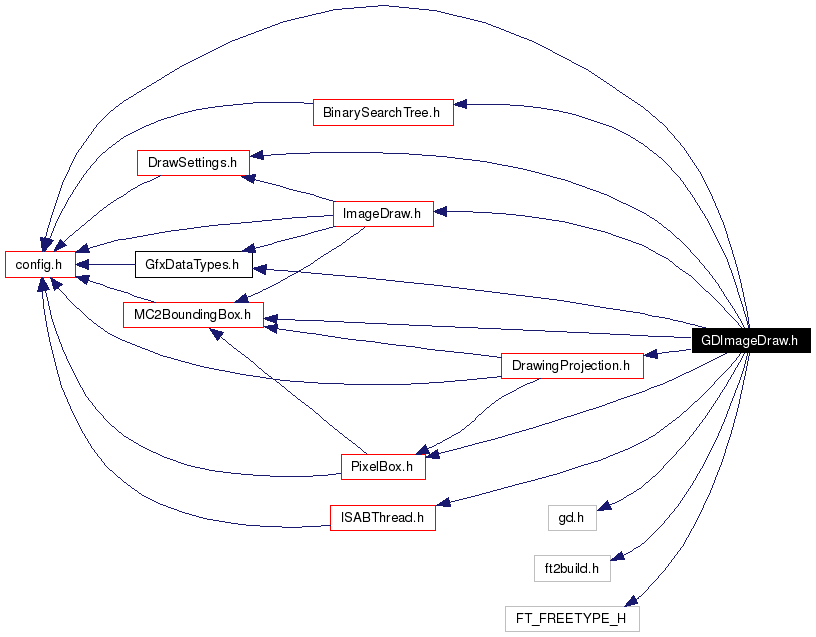 BinarySearchTree.h
DrawSettings.h
ImageDraw.h
config.h
GfxDataTypes.h
MC2BoundingBox.h
GDImageDraw.h
DrawingProjection.h
PixelBox.h
ISABThread.h
gd.h
ft2build.h
FT_FREETYPE_H